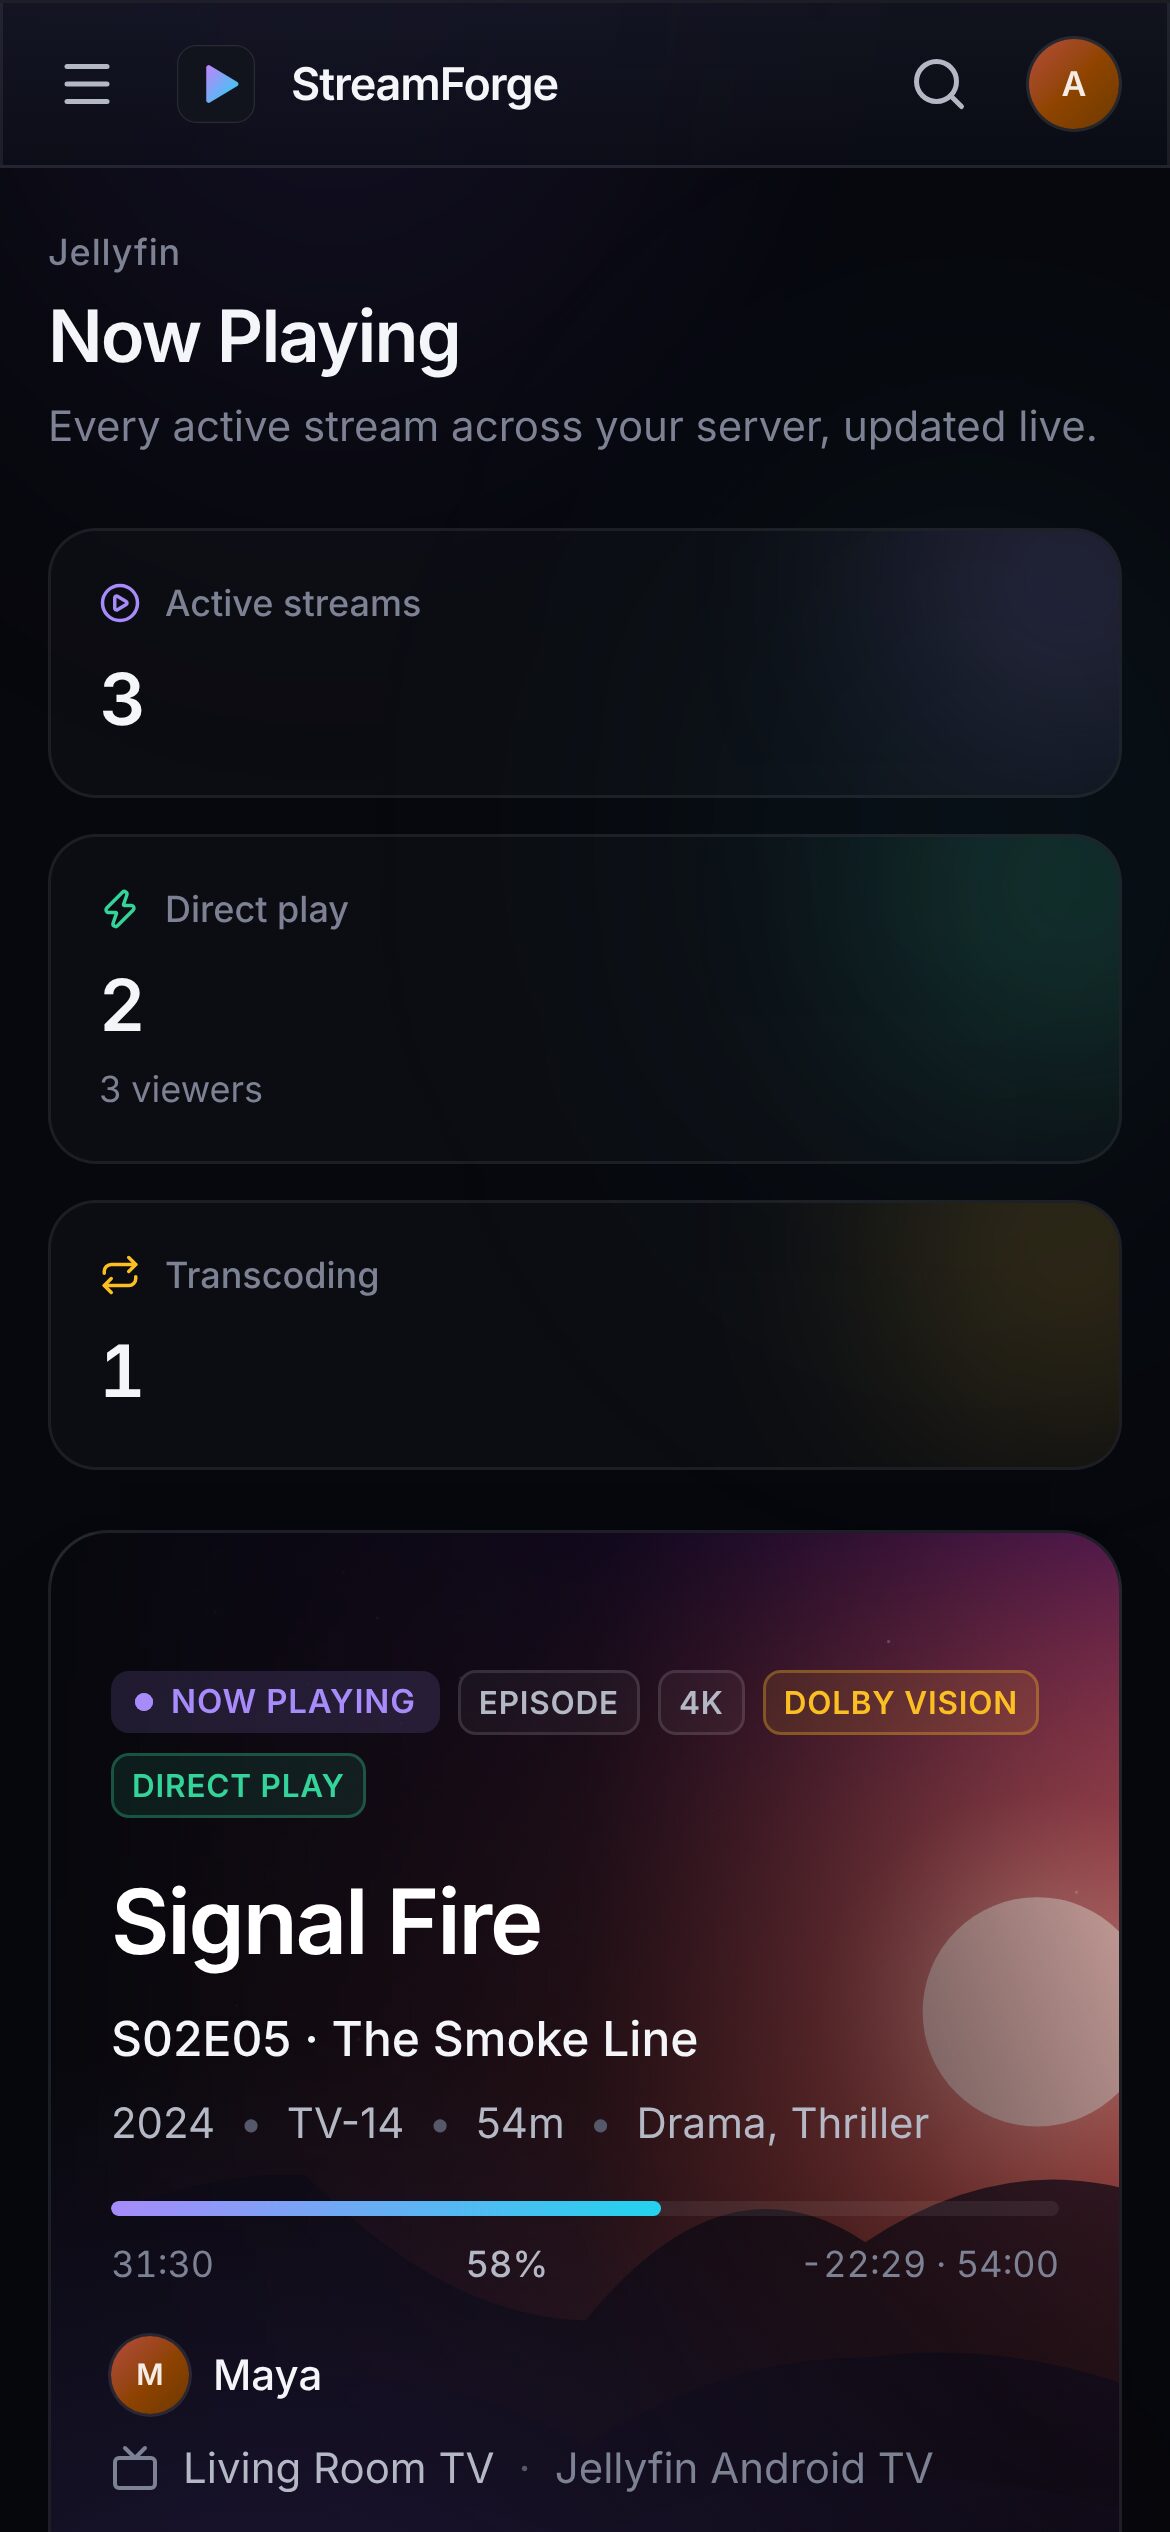 StreamForge
A
Jellyfin
Now Playing
Every active stream across your server, updated live.
Active streams
3
Direct play
2
3 viewers
Transcoding
1
NOW PLAYING EPISODE 4K DOLBY VISION
DIRECT PLAY
Signal Fire
S02E05 · The Smoke Line
2024 • TV-14 • 54m • Drama, Thriller
31:30 58% -22:29 · 54:00
M Maya
Living Room TV · Jellyfin Android TV